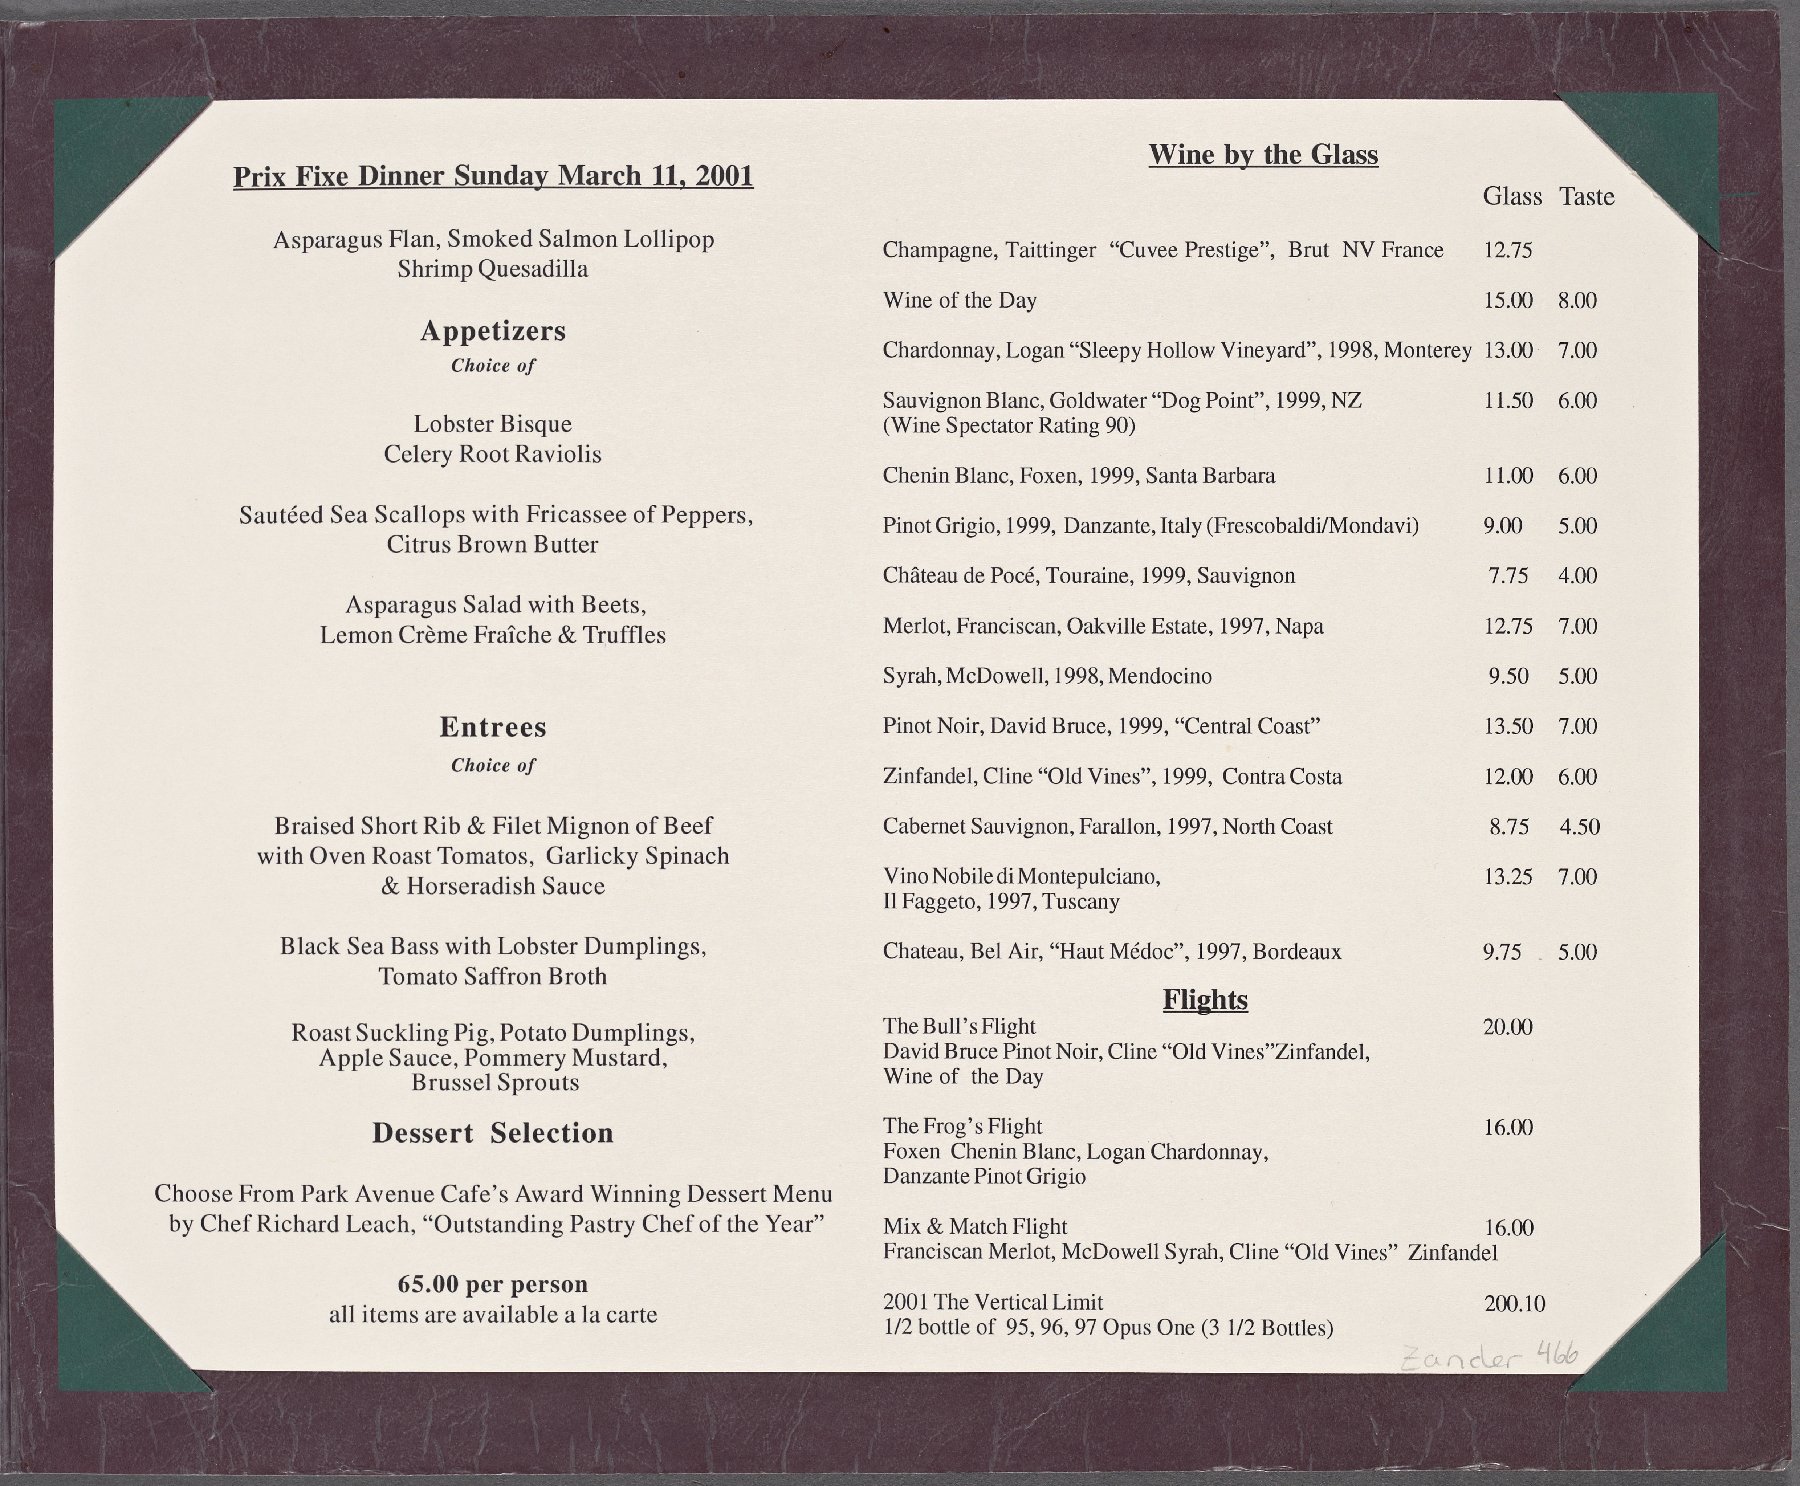 Prix Fixe Dinner Sunday March 11, 2001
Asparagus Flan, Smoked Salmon Lollipop
Shrimp Quesadilla
Appetizers
Choice of
Lobster Bisque
Celery Root Raviolis
Sautéed Sea Scallops with Fricassee of Peppers,
Citrus Brown Butter
Asparagus Salad with Beets,
Lemon Crème Fraîche & Truffles
Entrees
Choice of
Braised Short Rib & Filet Mignon of Beef
with Oven Roast Tomatos, Garlicky Spinach
& Horseradish Sauce
Black Sea Bass with Lobster Dumplings,
Tomato Saffron Broth
Roast Suckling Pig, Potato Dumplings,
Apple Sauce, Pommery Mustard,
Brussel Sprouts
Dessert Selection
Choose From Park Avenue Cafe's Award Winning Dessert Menu
by Chef Richard Leach, “Outstanding Pastry Chef of the Year”
65.00 per person
all items are available a la carte
Wine by the Glass
Glass Taste
Champagne, Taittinger “Cuvee Prestige”, Brut NV France 12.75
Wine of the Day 15.00 8.00
Chardonnay, Logan “Sleepy Hollow Vineyard”, 1998, Monterey 13.00 7.00
Sauvignon Blanc, Goldwater “Dog Point”, 1999, NZ 11.50 6.00
(Wine Spectator Rating 90)
Chenin Blanc, Foxen, 1999, Santa Barbara 11.00 6.00
Pinot Grigio, 1999, Danzante, Italy (Frescobaldi/Mondavi) 9.00 5.00
Château de Pocé, Touraine, 1999, Sauvignon 7.75 4.00
Merlot, Franciscan, Oakville Estate, 1997, Napa 12.75 7.00
Syrah, McDowell, 1998, Mendocino 9.50 5.00
Pinot Noir, David Bruce, 1999, “Central Coast” 13.50 7.00
Zinfandel, Cline “Old Vines”, 1999, Contra Costa 12.00 6.00
Cabernet Sauvignon, Farallon, 1997, North Coast 8.75 4.50
Vino Nobile di Montepulciano, 13.25 7.00
Il Faggeto, 1997, Tuscany
Chateau, Bel Air, “Haut Médoc”, 1997, Bordeaux 9.75 5.00
Flights
The Bull's Flight 20.00
David Bruce Pinot Noir, Cline “Old Vines”Zinfandel,
Wine of the Day
The Frog's Flight 16.00
Foxen Chenin Blanc, Logan Chardonnay,
Danzante Pinot Grigio
Mix & Match Flight 16.00
Franciscan Merlot, McDowell Syrah, Cline “Old Vines” Zinfandel
2001 The Vertical Limit 200.10
1/2 bottle of 95, 96, 97 Opus One (3 1/2 Bottles)
Zander 466